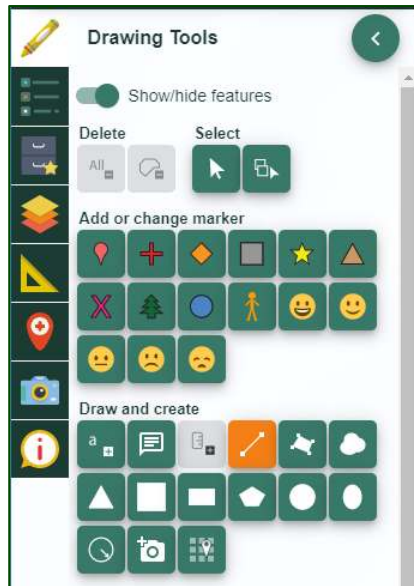 Drawing Tools
Show/hide features
Delete Select
All
Add or change marker
Draw and create
a